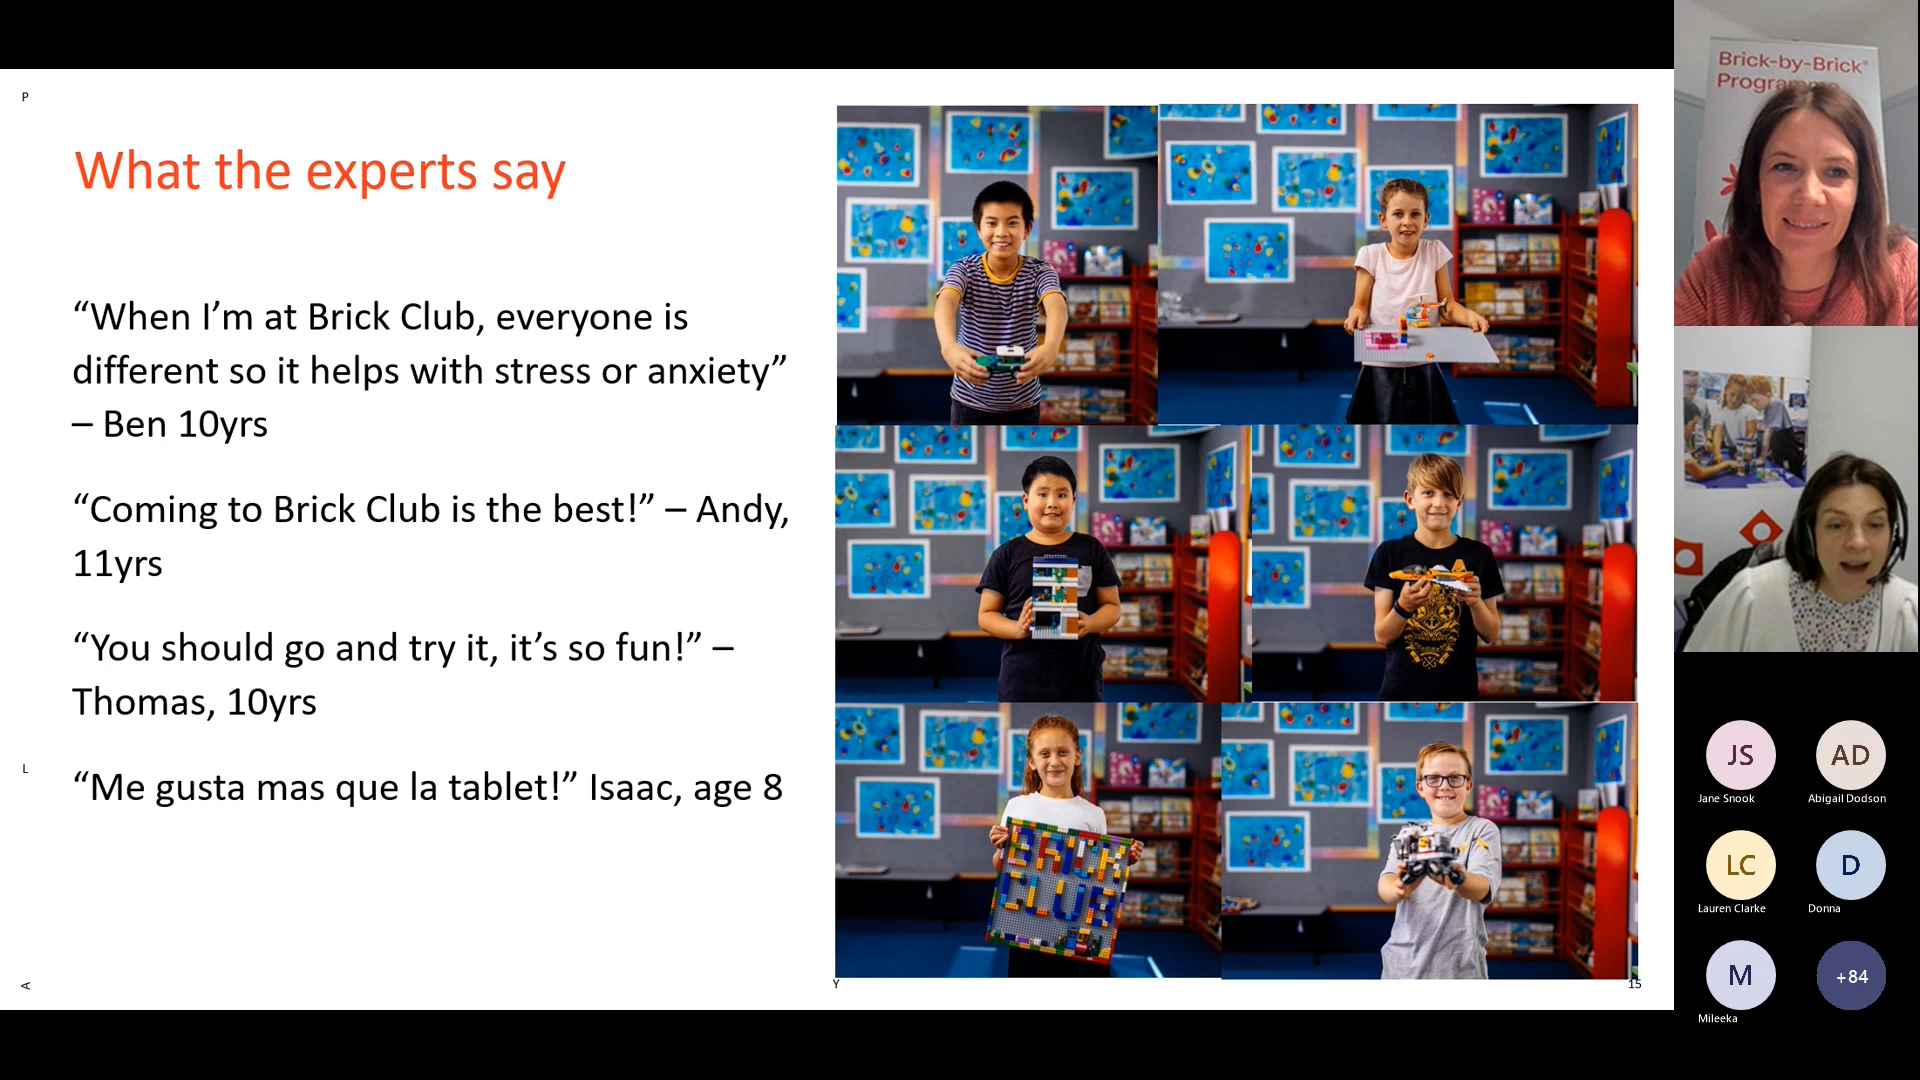 P
What the experts say
“When I’m at Brick Club, everyone is
different so it helps with stress or anxiety”
– Ben 10yrs
“Coming to Brick Club is the best!” – Andy,
11yrs
“You should go and try it, it’s so fun!” –
Thomas, 10yrs
L
“Me gusta mas que la tablet!” Isaac, age 8
A
Y
15
BRICK
CLUB
Brick-by-Brick®
Programme
JS
Jane Snook
AD
Abigail Dodson
LC
Lauren Clarke
D
Donna
M
Mileeka
+84